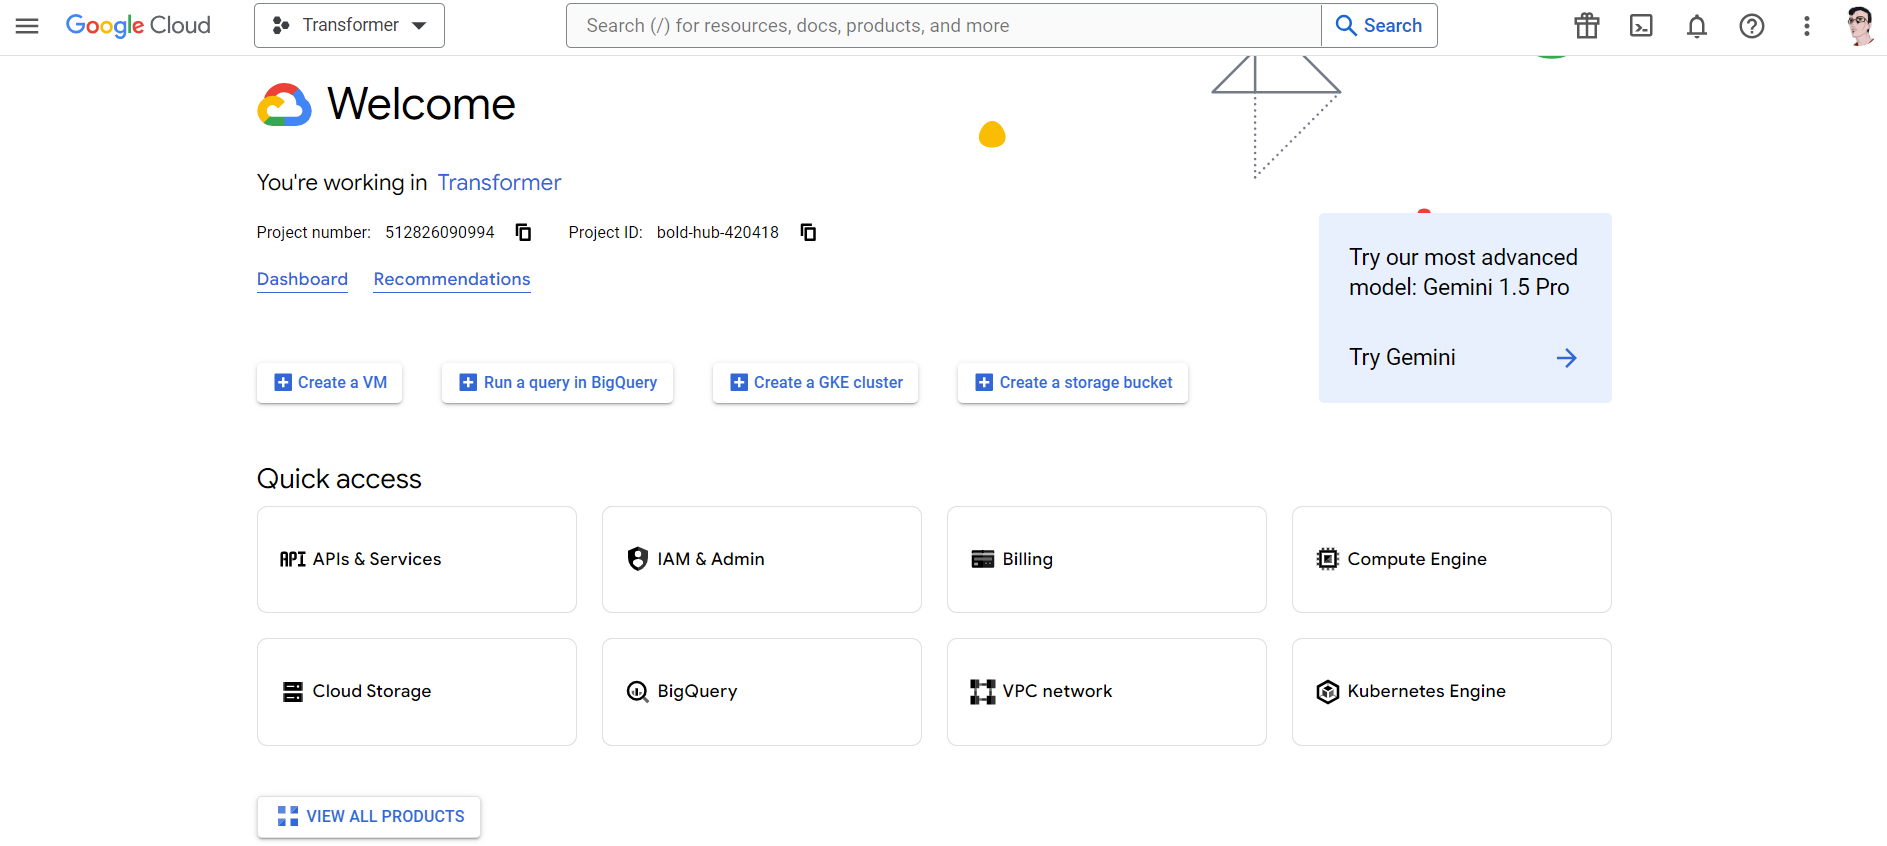 Google Cloud
Transformer
Search (/) for resources, docs, products, and more
Search
Welcome
You're working in Transformer
Project number: 512826090994 Project ID: bold-hub-420418
Dashboard Recommendations
Try our most advanced
model: Gemini 1.5 Pro
Try Gemini
Create a VM
Run a query in BigQuery
Create a GKE cluster
Create a storage bucket
Quick access
API APIs & Services
IAM & Admin
Billing
Compute Engine
Cloud Storage
BigQuery
VPC network
Kubernetes Engine
VIEW ALL PRODUCTS